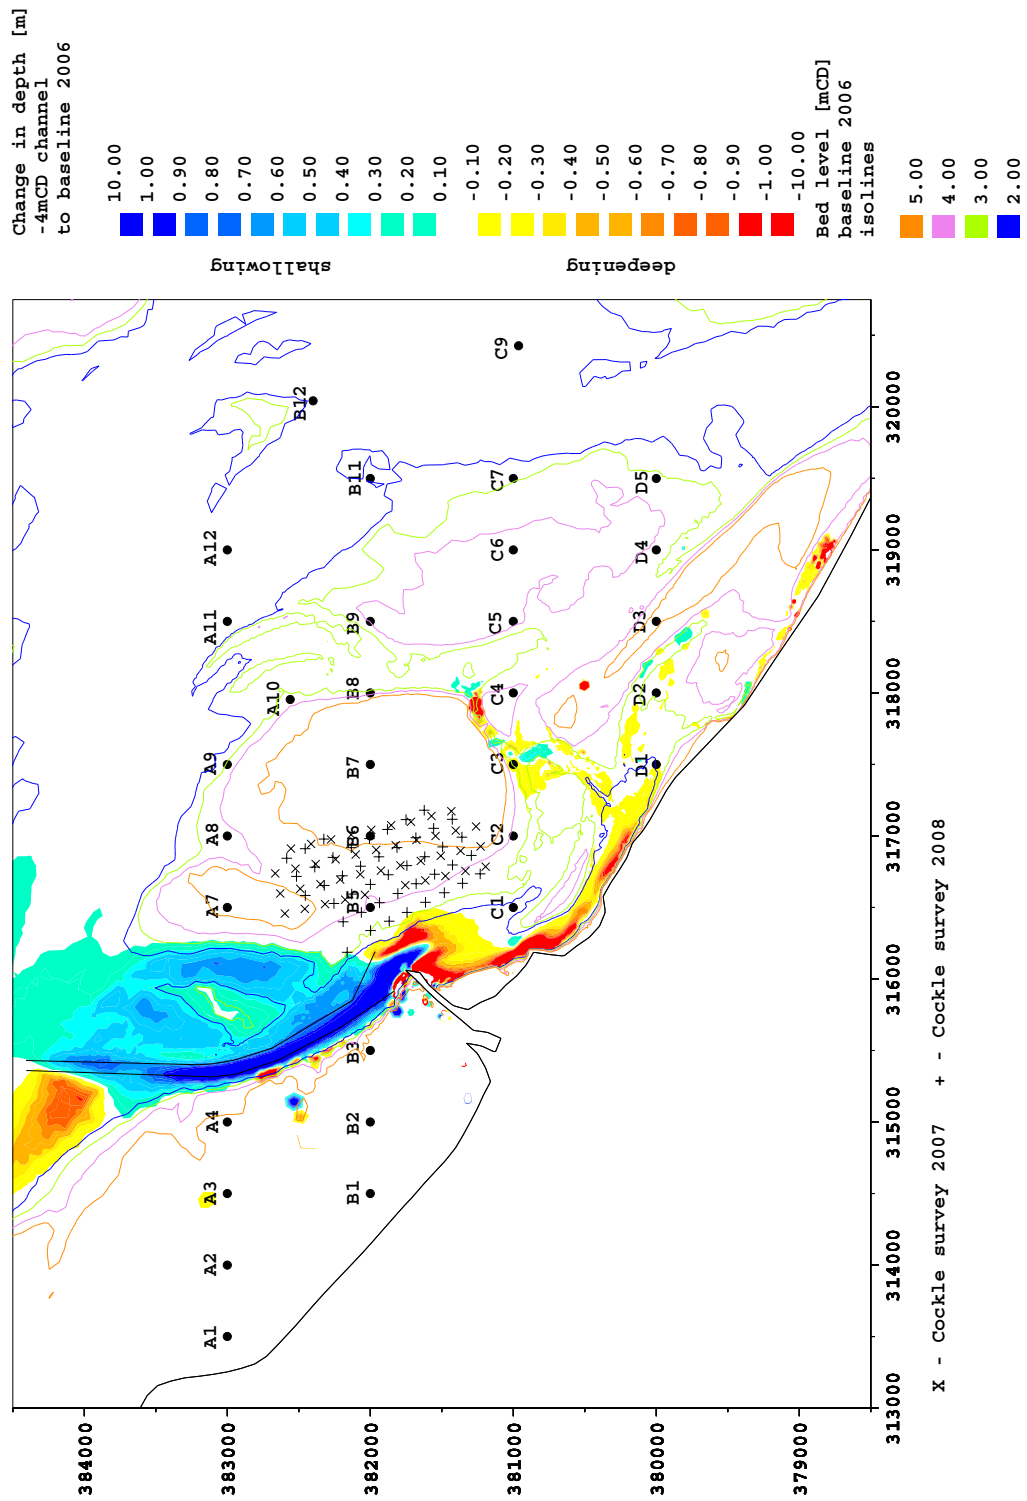 Change in depth [m]
-4mCD channel
to baseline 2006
10.00
1.00
0.90
0.80
0.70
0.60
0.50
0.40
0.30
0.20
0.10
shallowing
-0.10
-0.20
-0.30
-0.40
-0.50
-0.60
-0.70
-0.80
-0.90
-1.00
-10.00
deepening
Bed level [mCD]
baseline 2006
isolines
5.00
4.00
3.00
2.00
A1
A2
A3
A4
A7
A8
A9
A10
A11
A12
B1
B2
B3
B5
B6
B7
B8
B9
B11
B12
C1
C2
C3
C4
C5
C6
C7
C9
D1
D2
D3
D4
D5
384000
383000
382000
381000
380000
379000
313000
314000
315000
316000
317000
318000
319000
320000
X - Cockle survey 2007 + - Cockle survey 2008